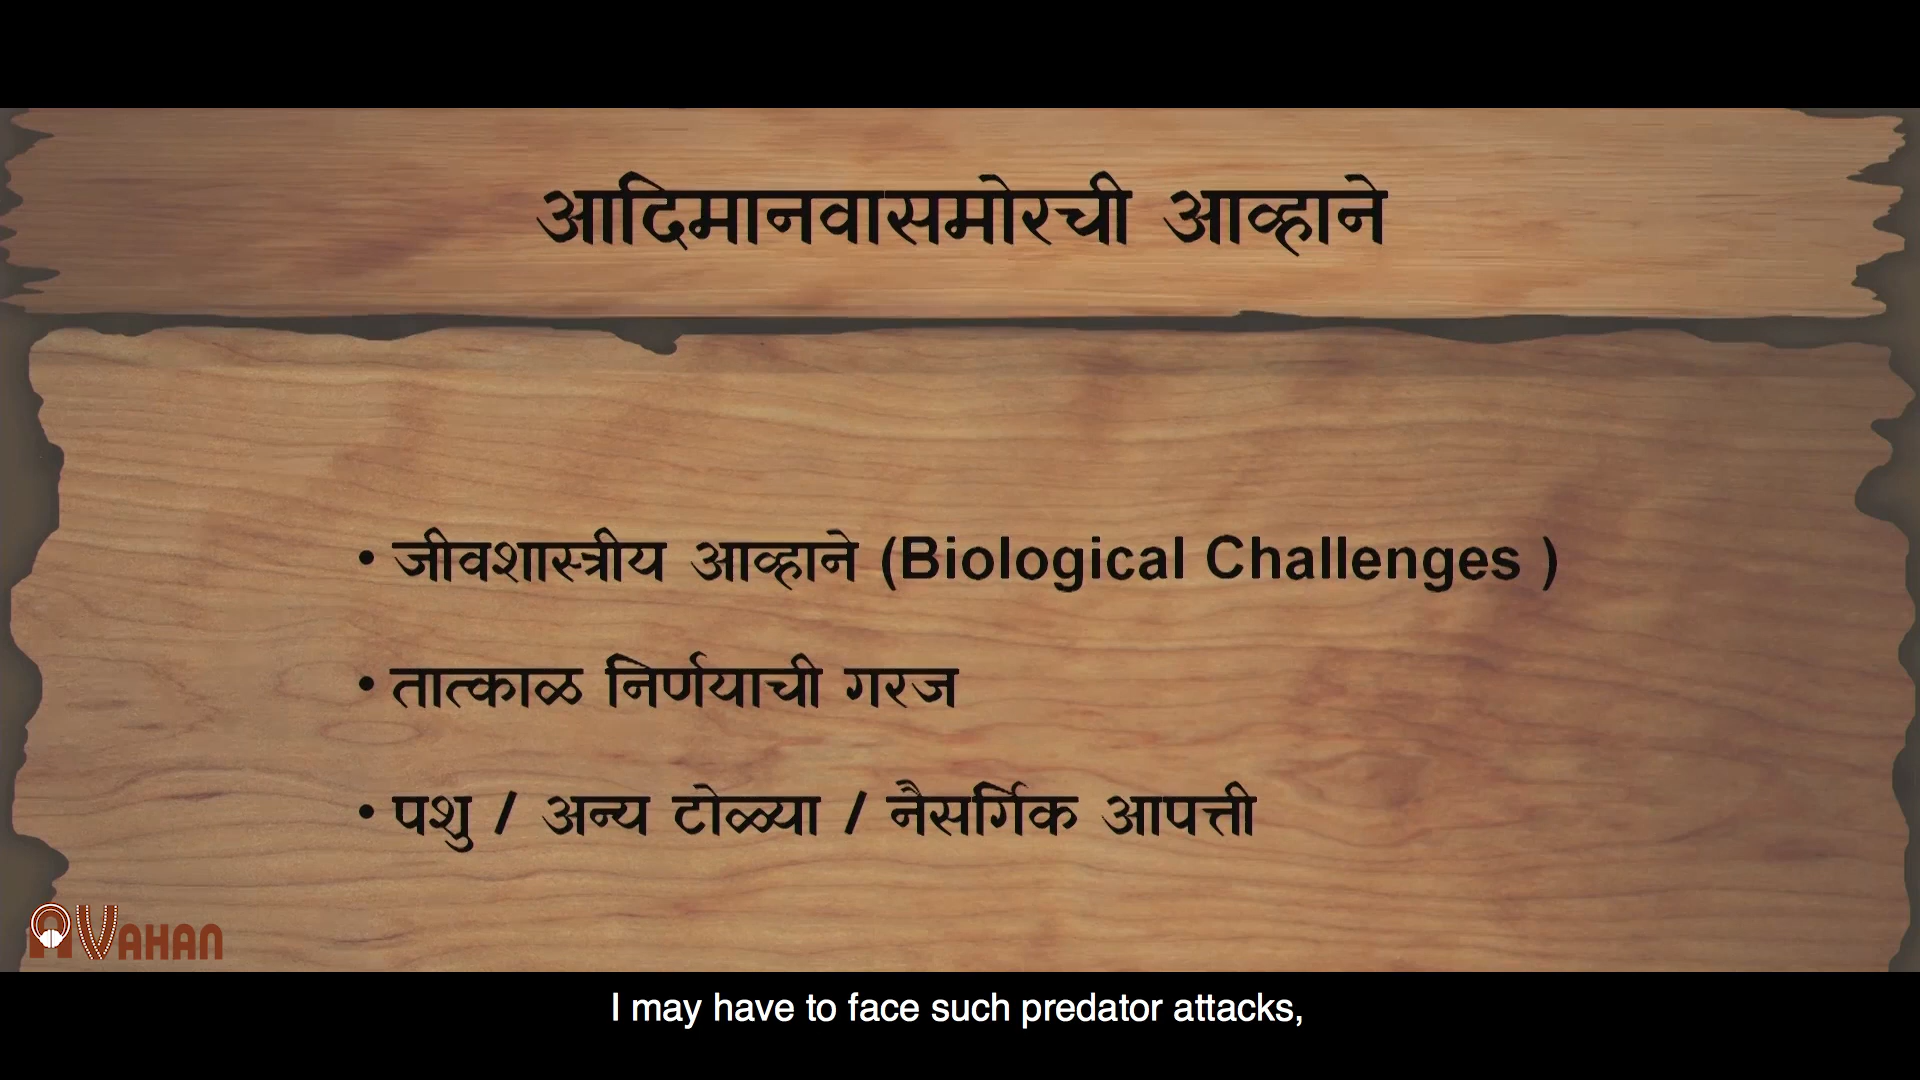 आदिमानवासमोरची आव्हाने
• जीवशास्त्रीय आव्हाने (Biological Challenges )
• तात्काळ निर्णयाची गरज
• पशु / अन्य टोळ्या / नैसर्गिक आपत्ती
AVAHAN
I may have to face such predator attacks,